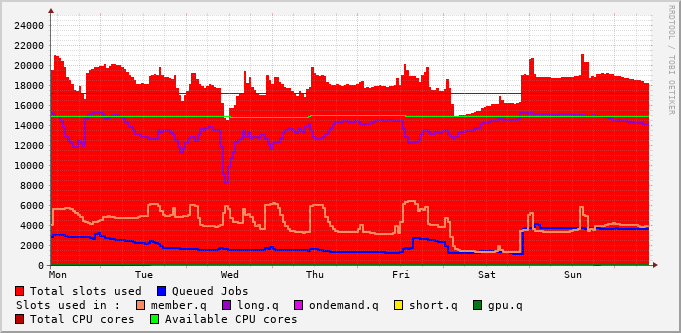 24000
22000
20000
18000
16000
14000
12000
10000
8000
6000
4000
2000
0
Mon Tue Wed Thu Fri Sat Sun
RRDTOOL / TOBI OETIKER
Total slots used Queued Jobs
Slots used in : member.q long.q ondemand.q short.q gpu.q
Total CPU cores Available CPU cores